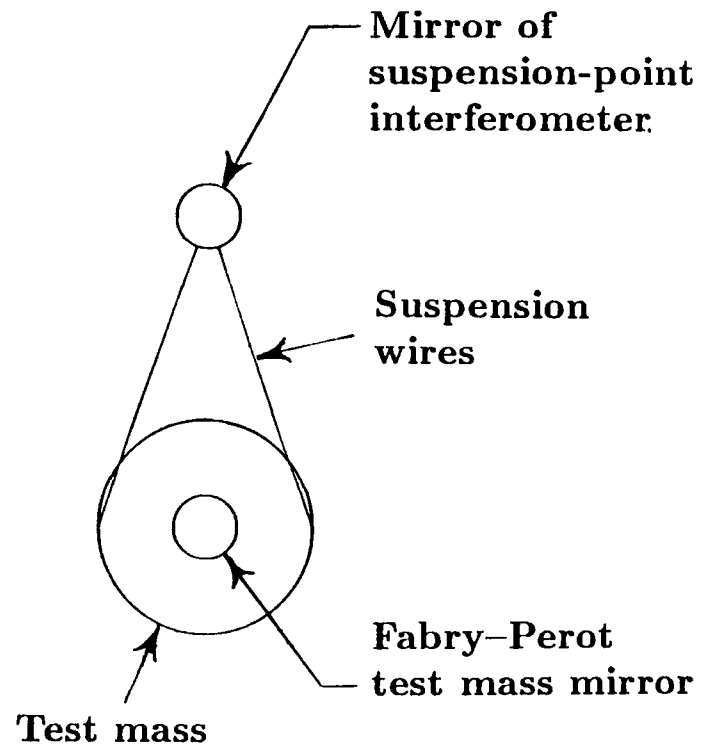 Mirror of
suspension-point
interferometer.
Suspension
wires
Fabry–Perot
test mass mirror
Test mass